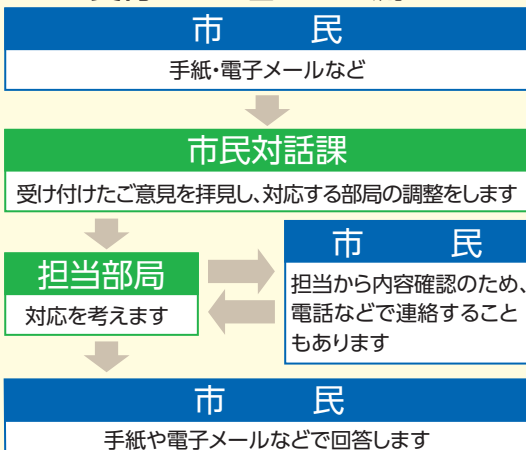 市　民
手紙・電子メールなど
市民対話課
受け付けたご意見を拝見し、対応する部局の調整をします
担当部局
対応を考えます
市　民
担当から内容確認のため、
電話などで連絡すること
もあります
市　民
手紙や電子メールなどで回答します